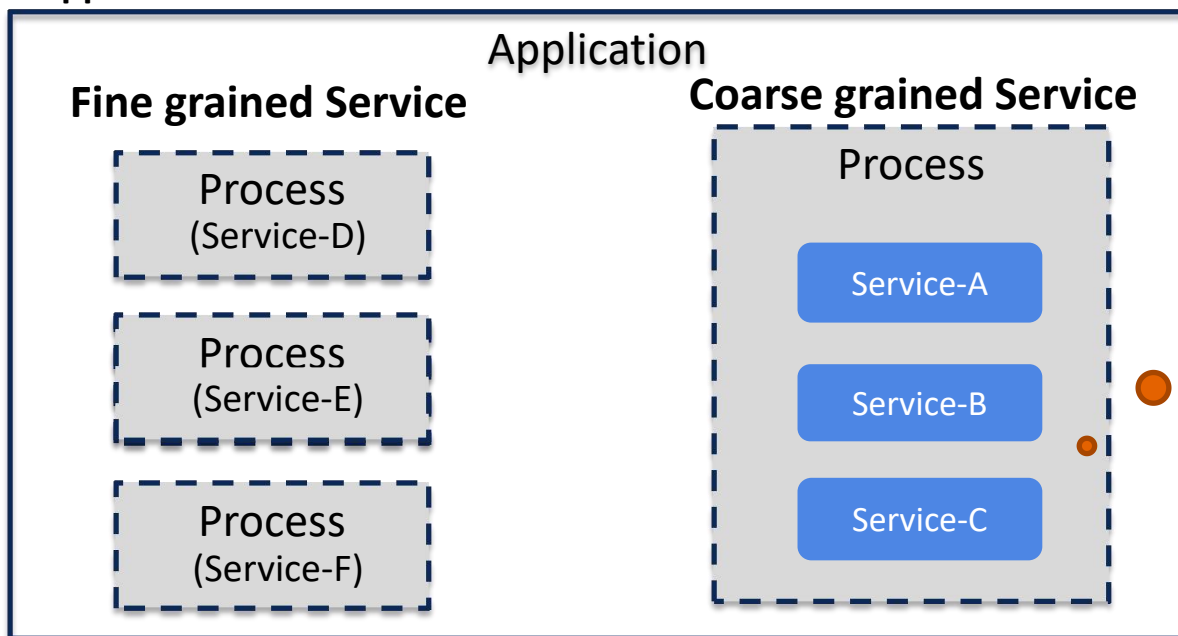 Application
Fine grained Service
Process
(Service-D)
Process
(Service-E)
Process
(Service-F)
Coarse grained Service
Process
Service-A
Service-B
Service-C